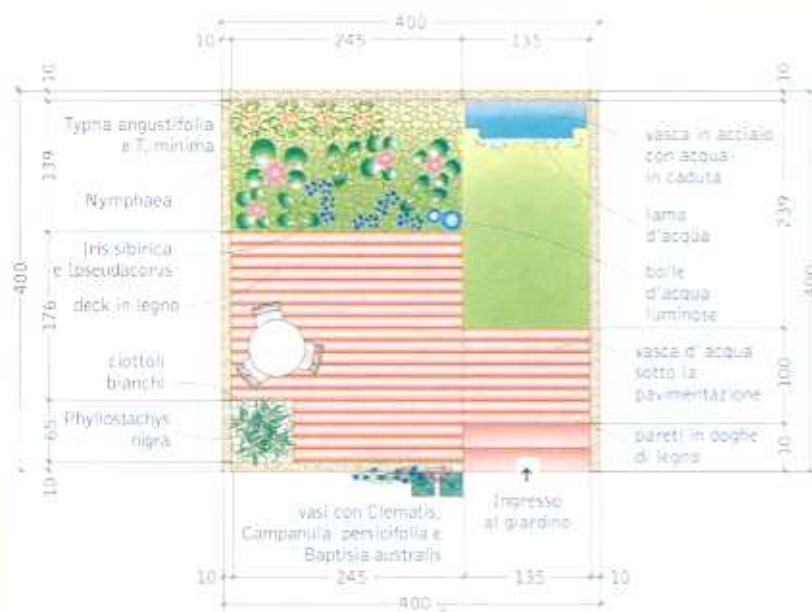 400
10
245
135
10
10
139
400
176
65
10
Typha angustifolia
e T. minima
Nymphaea
Iris sibirica
e I.pseudacorus
deck in legno
ciottoli
bianchi
Phyllostachys
nigra
vasca in acciaio
con acqua
in caduta
lama
d'acqua
bolle
d'acqua
luminose
vasca d'acqua
sotto la
pavimentazione
pareti in doghe
di legno
10
239
400
100
10
vasi con Clematis,
Campanula persicifolia e
Baptisia australis
Ingresso
al giardino
10
245
135
10
400